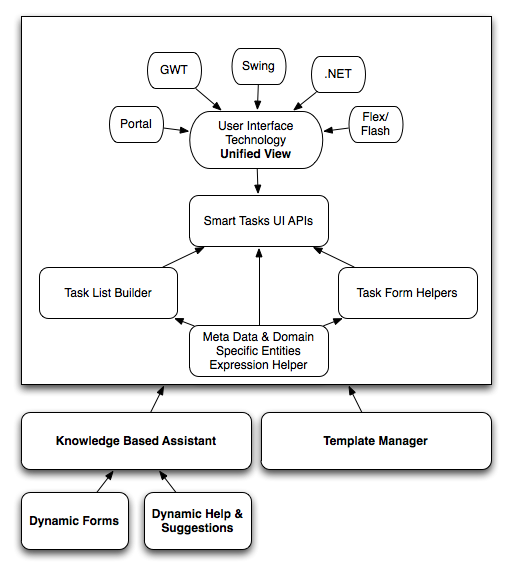 Swing
GWT
.NET
Portal
Flex/
Flash
User Interface
Technology
Unified View
Smart Tasks UI APIs
Task List Builder
Task Form Helpers
Meta Data & Domain
Specific Entities
Expression Helper
Knowledge Based Assistant
Template Manager
Dynamic Forms
Dynamic Help &
Suggestions